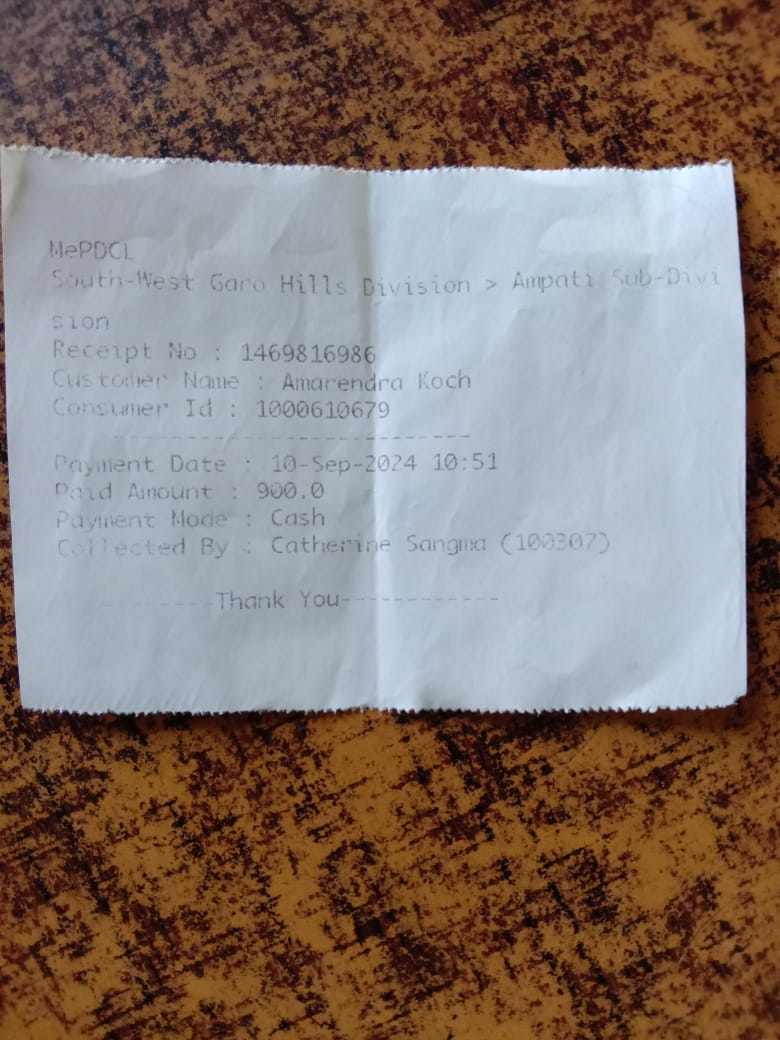 MePDCL
South-West Garo Hills Division > Ampati Sub-Divi
sion
Receipt No : 1469816986
Customer Name : Amarendra Koch
Consumer Id : 1000610679
-------------------------------
Payment Date : 10-Sep-2024 10:51
Paid Amount : 900.0
Payment Mode : Cash
Collected By : Catherine Sangma (100307)
------------Thank You------------